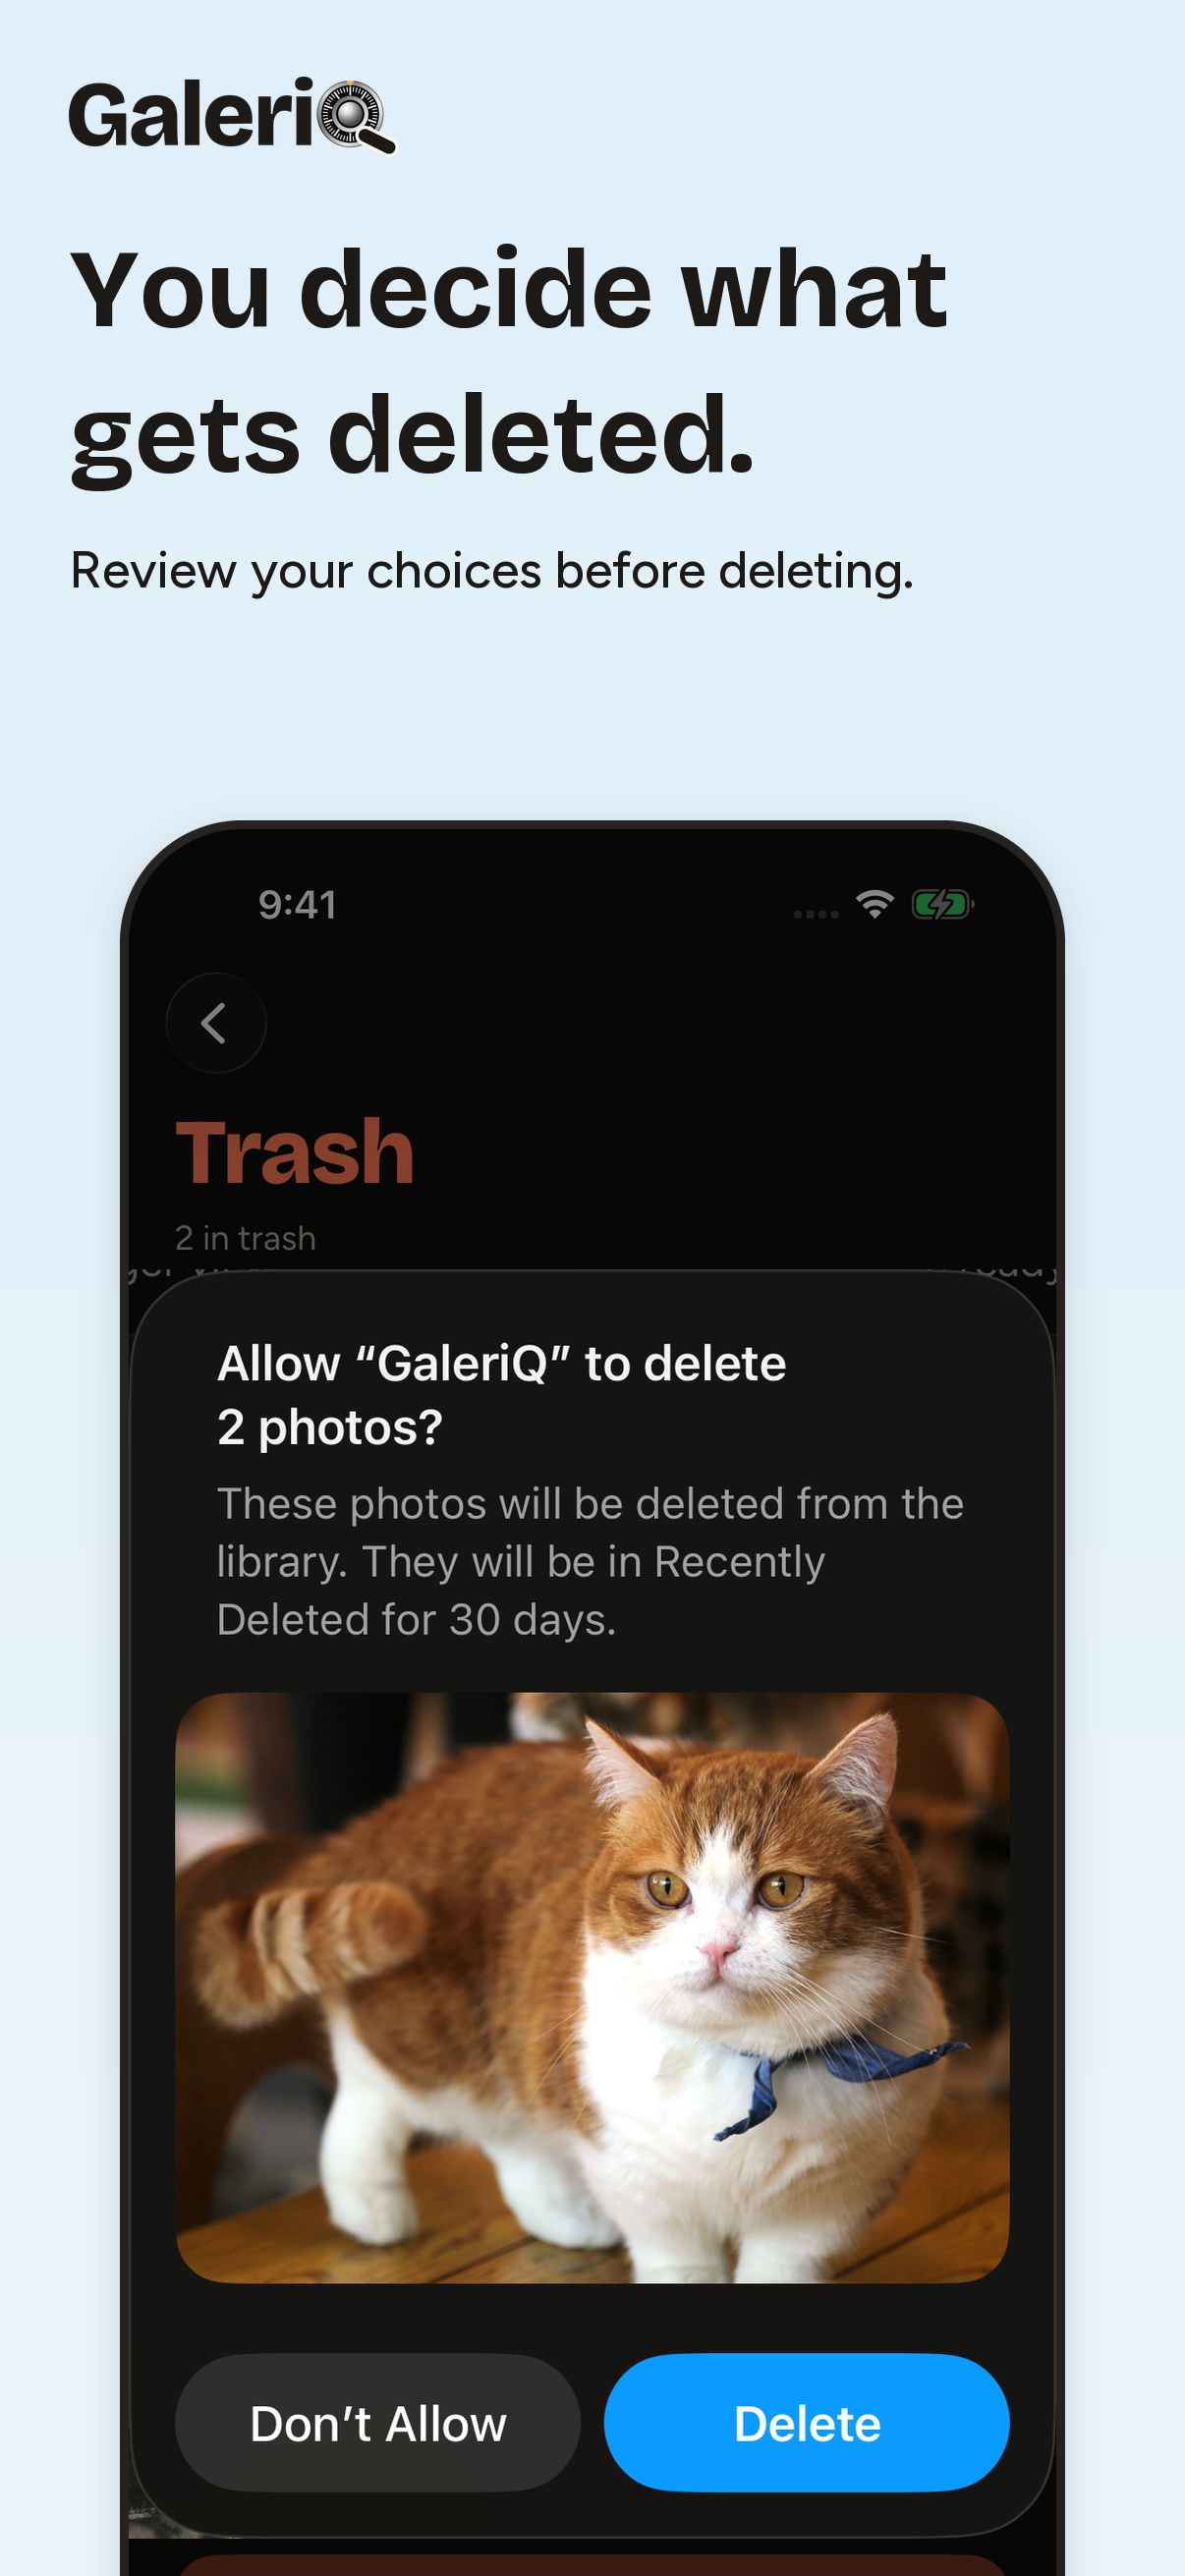 GaleriQ
You decide what
gets deleted.
Review your choices before deleting.
9:41
Trash
2 in trash
Allow “GaleriQ” to delete
2 photos?
These photos will be deleted from the
library. They will be in Recently
Deleted for 30 days.
Don’t Allow
Delete